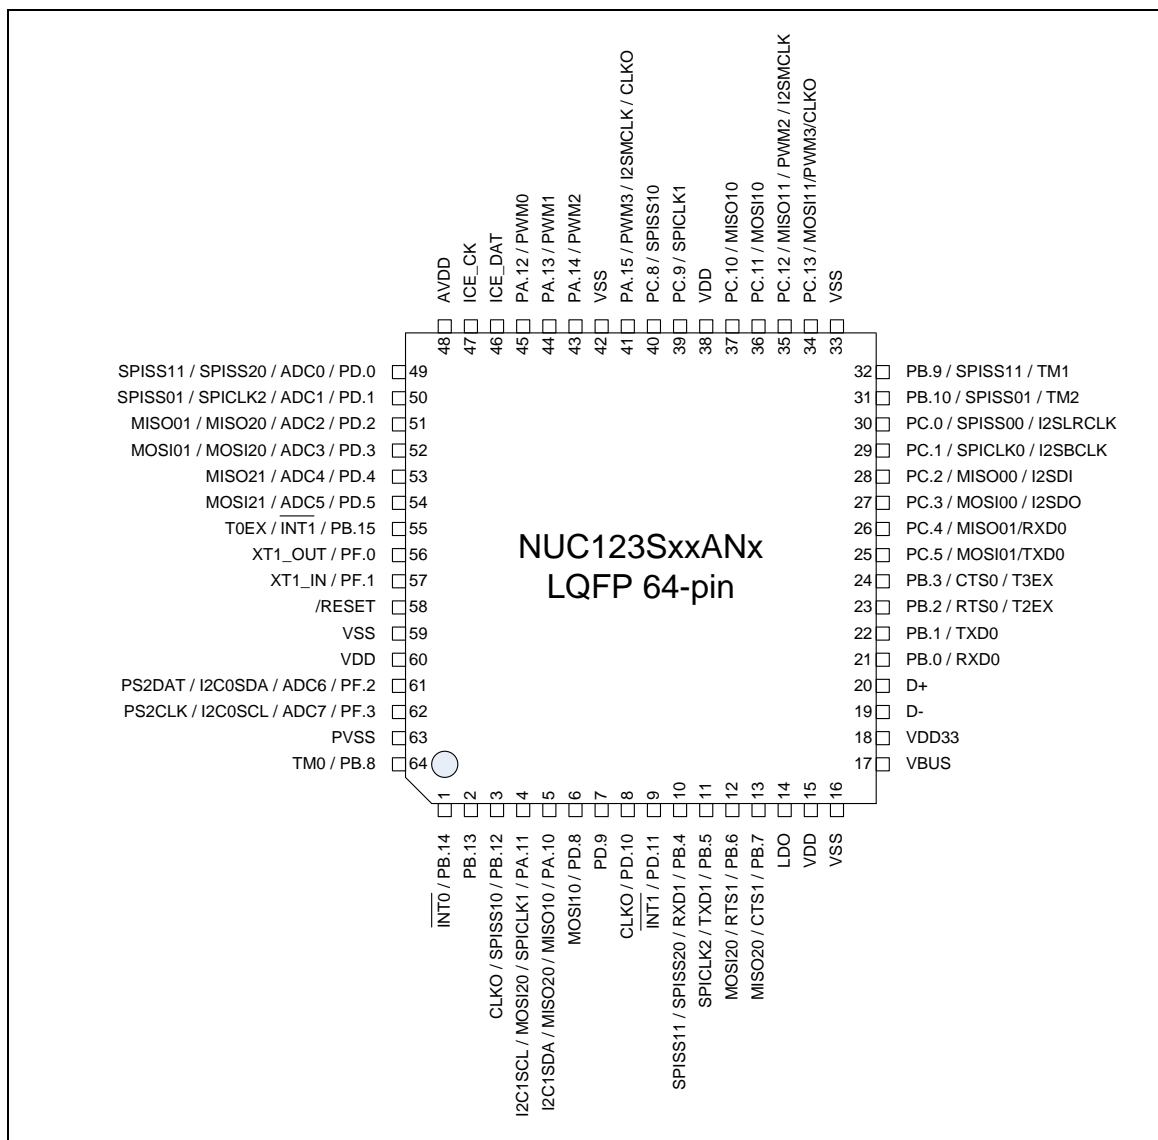 AVDD
ICE_CK
ICE_DAT
PA.12 / PWM0
PA.13 / PWM1
PA.14 / PWM2
VSS
PA.15 / PWM3 / I2SMCLK / CLKO
PC.8 / SPISS10
PC.9 / SPICLK1
VDD
PC.10 / MISO10
PC.11 / MOSI10
PC.12 / MISO11 / PWM2 / I2SMCLK
PC.13 / MOSI11/PWM3/CLKO
VSS
48 47 46 45 44 43 42 41 40 39 38 37 36 35 34 33
SPISS11 / SPISS20 / ADC0 / PD.0 49
SPISS01 / SPICLK2 / ADC1 / PD.1 50
MISO01 / MISO20 / ADC2 / PD.2 51
MOSI01 / MOSI20 / ADC3 / PD.3 52
MISO21 / ADC4 / PD.4 53
MOSI21 / ADC5 / PD.5 54
T0EX / INT1 / PB.15 55
XT1_OUT / PF.0 56
XT1_IN / PF.1 57
/RESET 58
VSS 59
VDD 60
PS2DAT / I2C0SDA / ADC6 / PF.2 61
PS2CLK / I2C0SCL / ADC7 / PF.3 62
PVSS 63
TM0 / PB.8 64
NUC123SxxANx
LQFP 64-pin
32 PB.9 / SPISS11 / TM1
31 PB.10 / SPISS01 / TM2
30 PC.0 / SPISS00 / I2SLRCLK
29 PC.1 / SPICLK0 / I2SBCLK
28 PC.2 / MISO00 / I2SDI
27 PC.3 / MOSI00 / I2SDO
26 PC.4 / MISO01/RXD0
25 PC.5 / MOSI01/TXD0
24 PB.3 / CTS0 / T3EX
23 PB.2 / RTS0 / T2EX
22 PB.1 / TXD0
21 PB.0 / RXD0
20 D+
19 D-
18 VDD33
17 VBUS
1 2 3 4 5 6 7 8 9 10 11 12 13 14 15 16
INT0 / PB.14
PB.13
CLKO / SPISS10 / PB.12
I2C1SCL / MOSI20 / SPICLK1 / PA.11
I2C1SDA / MISO20 / MISO10 / PA.10
MOSI10 / PD.8
PD.9
CLKO / PD.10
INT1 / PD.11
SPISS11 / SPISS20 / RXD1 / PB.4
SPICLK2 / TXD1 / PB.5
MOSI20 / RTS1 / PB.6
MISO20 / CTS1 / PB.7
LDO
VDD
VSS